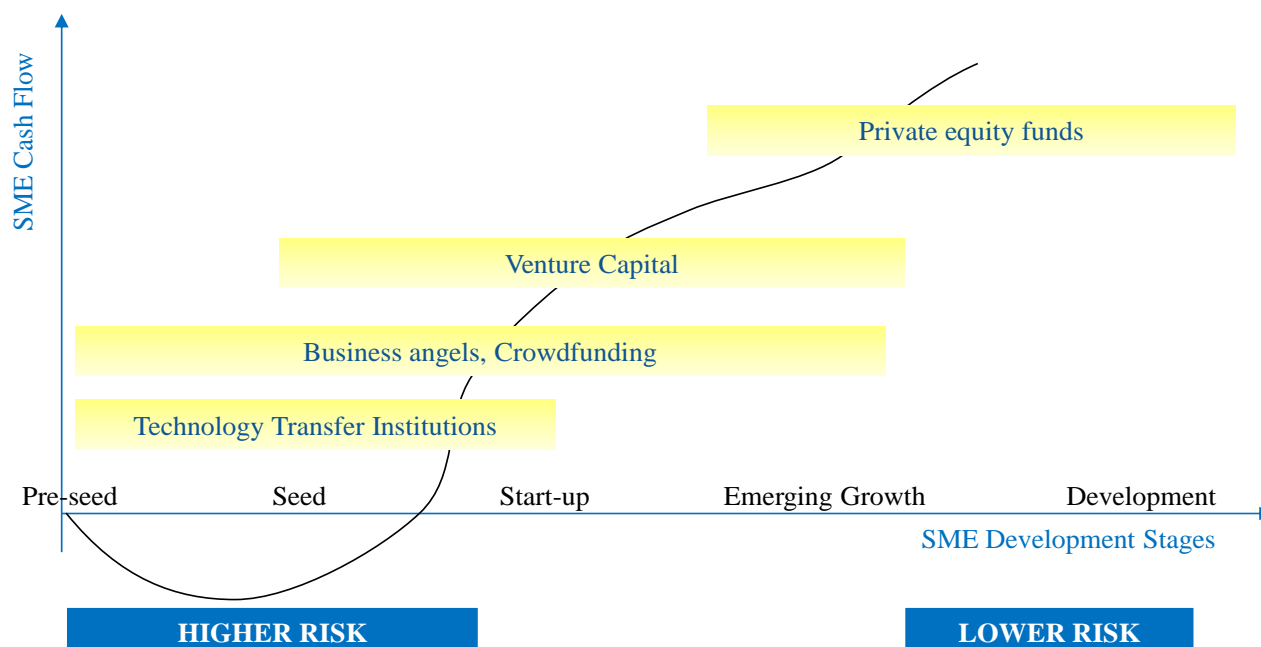 SME Cash Flow
Private equity funds
Venture Capital
Business angels, Crowdfunding
Technology Transfer Institutions
Pre-seed
Seed
Start-up
Emerging Growth
Development
SME Development Stages
HIGHER RISK
LOWER RISK